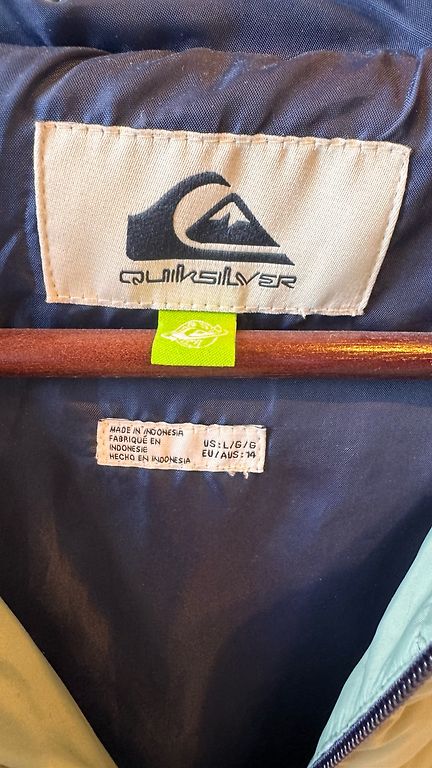 QUIKSILVER
MADE IN INDONESIA
FABRIQUÉ EN
INDONESIE
HECHO EN INDONESIA
US: L/G/G
EU/AUS: 14